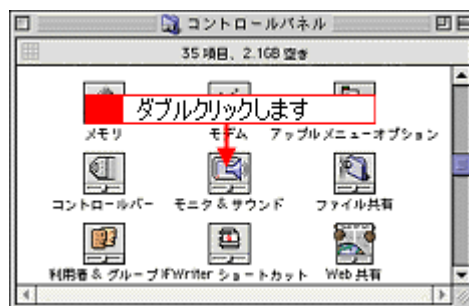 コントロールパネル
35 項目、2.1GB 空き
ダブルクリックします
メモリ モデム アップルメニューオプション
コントロールバー モニタ & サウンド ファイル共有
利用者 & グループ IFWriter ショートカット Web 共有